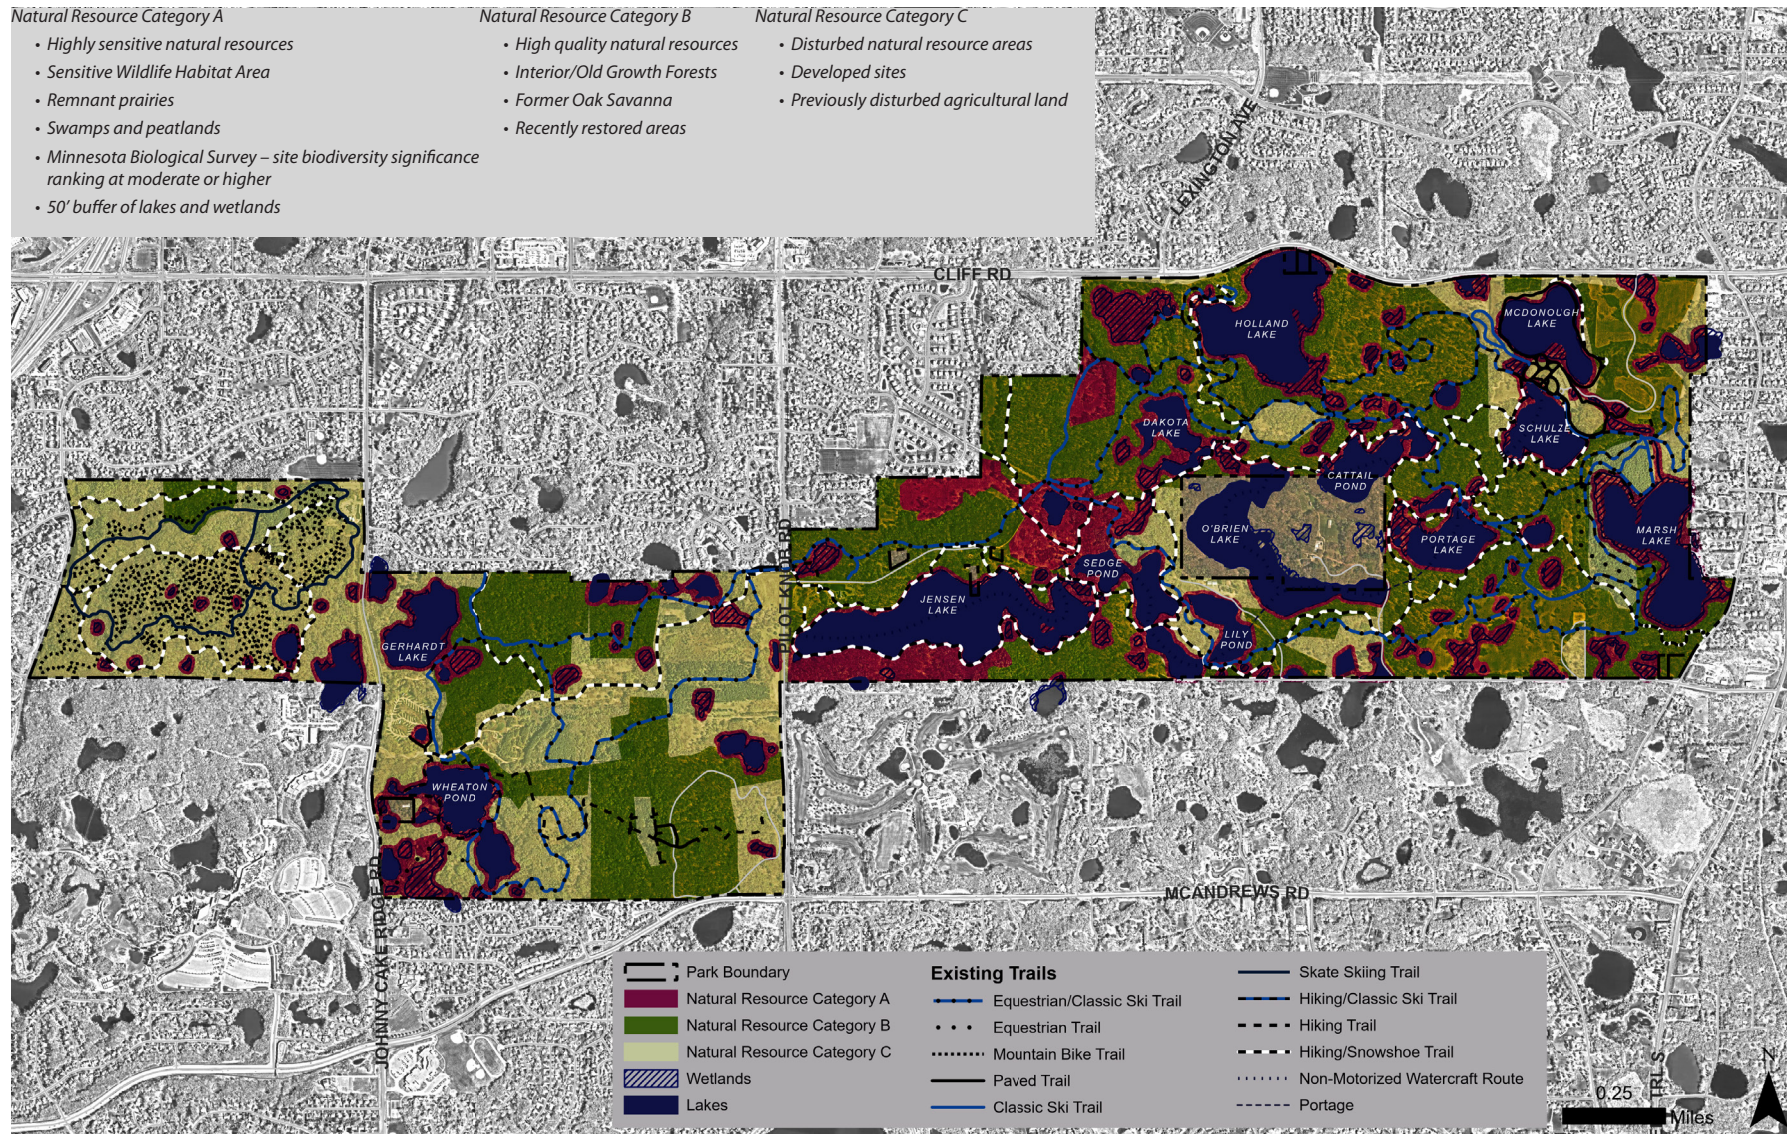 Natural Resource Category A
• Highly sensitive natural resources
• Sensitive Wildlife Habitat Area
• Remnant prairies
• Swamps and peatlands
• Minnesota Biological Survey – site biodiversity significance
ranking at moderate or higher
• 50' buffer of lakes and wetlands
Natural Resource Category B
• High quality natural resources
• Interior/Old Growth Forests
• Former Oak Savanna
• Recently restored areas
Natural Resource Category C
• Disturbed natural resource areas
• Developed sites
• Previously disturbed agricultural land
LEXINGTON AVE
CLIFF RD
HOLLAND
LAKE
MCDONOUGH
LAKE
DAKOTA
LAKE
SCHULZE
LAKE
CATTAIL
POND
O'BRIEN
LAKE
PORTAGE
LAKE
MARSH
LAKE
SEDGE
POND
JENSEN
LAKE
LILY
POND
PILOT KNOB RD
GERHARDT
LAKE
WHEATON
POND
JOHNNY CAKE RIDGE RD
MCANDREWS RD
Park Boundary
Natural Resource Category A
Natural Resource Category B
Natural Resource Category C
Wetlands
Lakes
Existing Trails
Equestrian/Classic Ski Trail
Equestrian Trail
Mountain Bike Trail
Paved Trail
Classic Ski Trail
Skate Skiing Trail
Hiking/Classic Ski Trail
Hiking Trail
Hiking/Snowshoe Trail
Non-Motorized Watercraft Route
Portage
TRL S
N
0.25
Miles